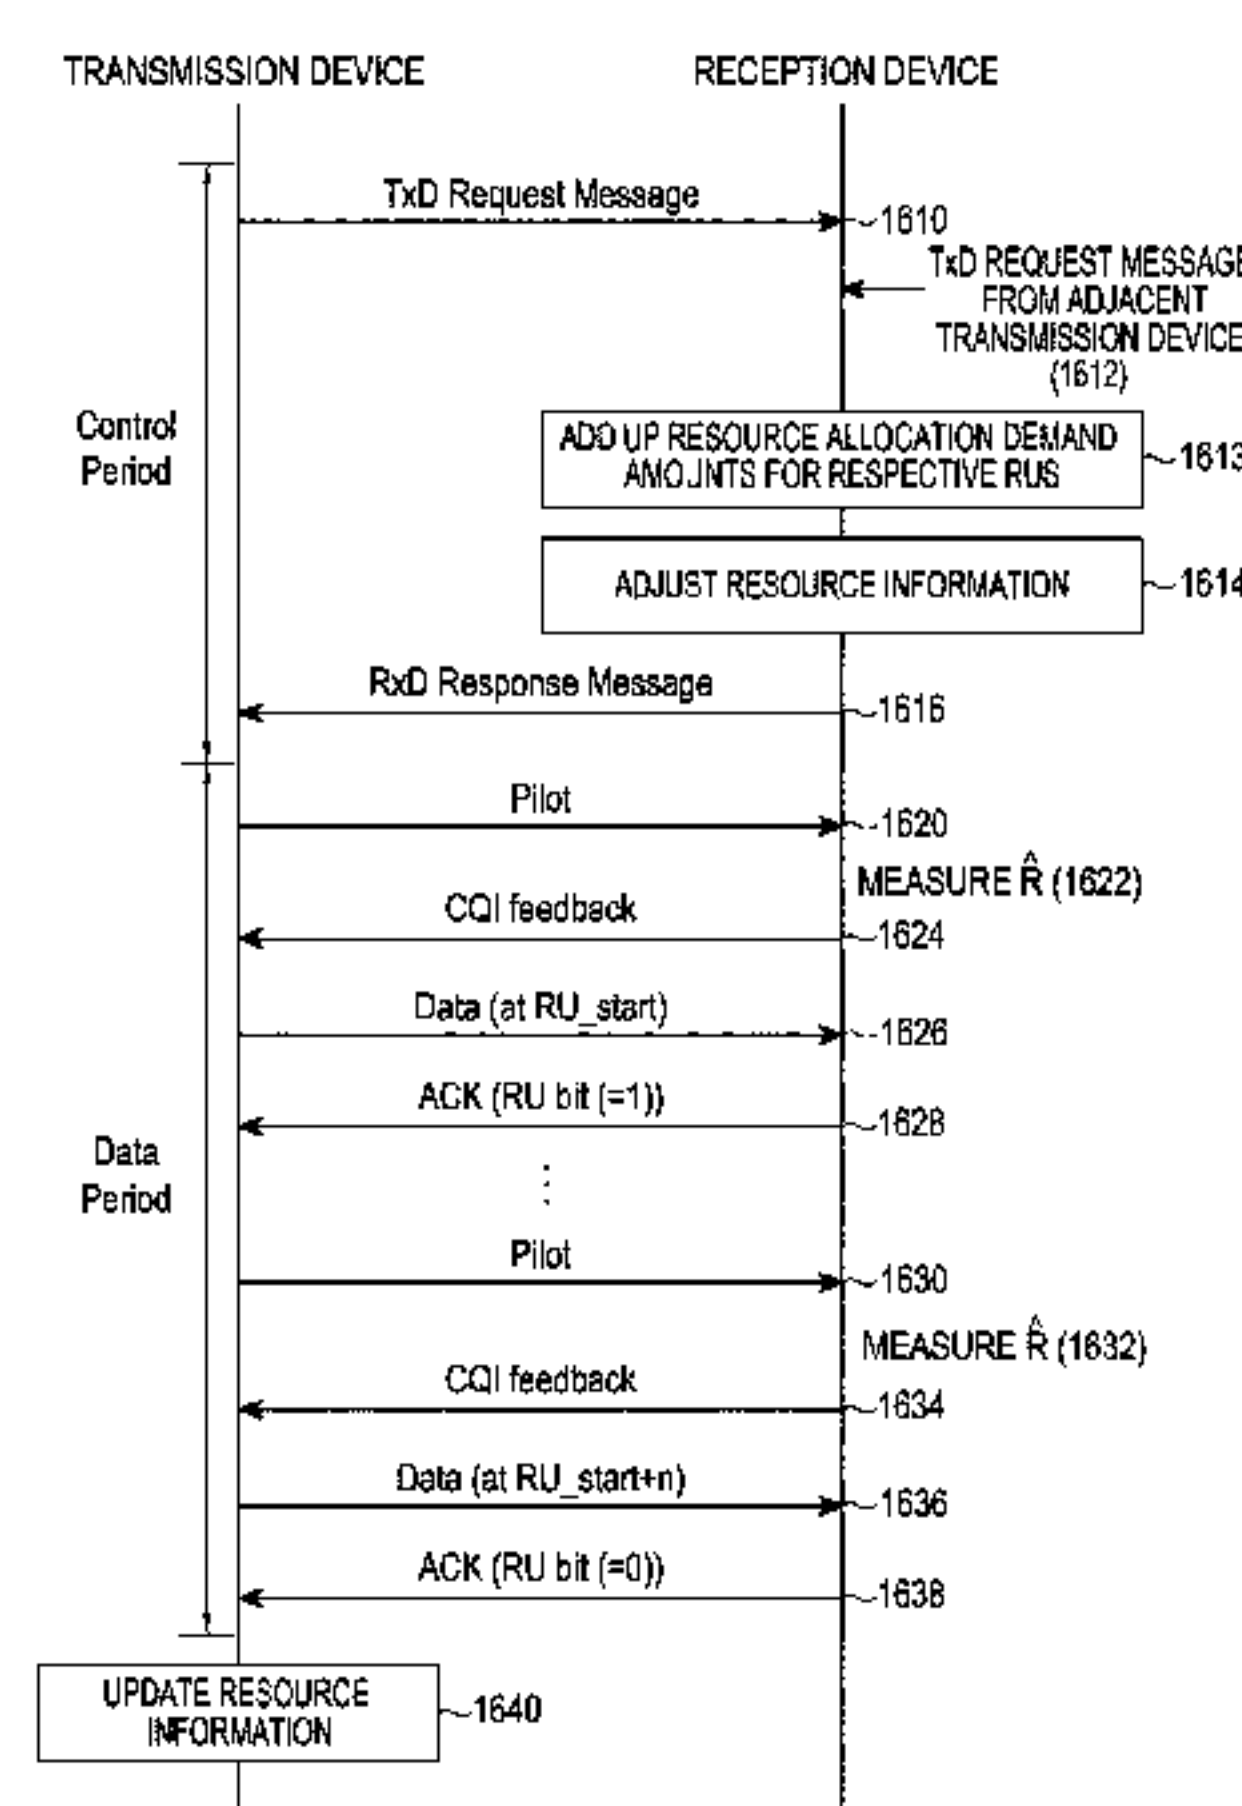 TRANSMISSION DEVICE
RECEPTION DEVICE
TxD Request Message
1610
TxD REQUEST MESSAGE
FROM ADJACENT
TRANSMISSION DEVICE
(1612)
Control
Period
ADD UP RESOURCE ALLOCATION DEMAND
AMOUNTS FOR RESPECTIVE RUS
1613
ADJUST RESOURCE INFORMATION
1614
RxD Response Message
1616
Pilot
1620
MEASURE R̂ (1622)
CQI feedback
1624
Data (at RU_start)
1626
ACK (RU bit (=1))
1628
Data
Period
Pilot
1630
MEASURE R̂ (1632)
CQI feedback
1634
Data (at RU_start+n)
1636
ACK (RU bit (=0))
1638
UPDATE RESOURCE
INFORMATION
1640